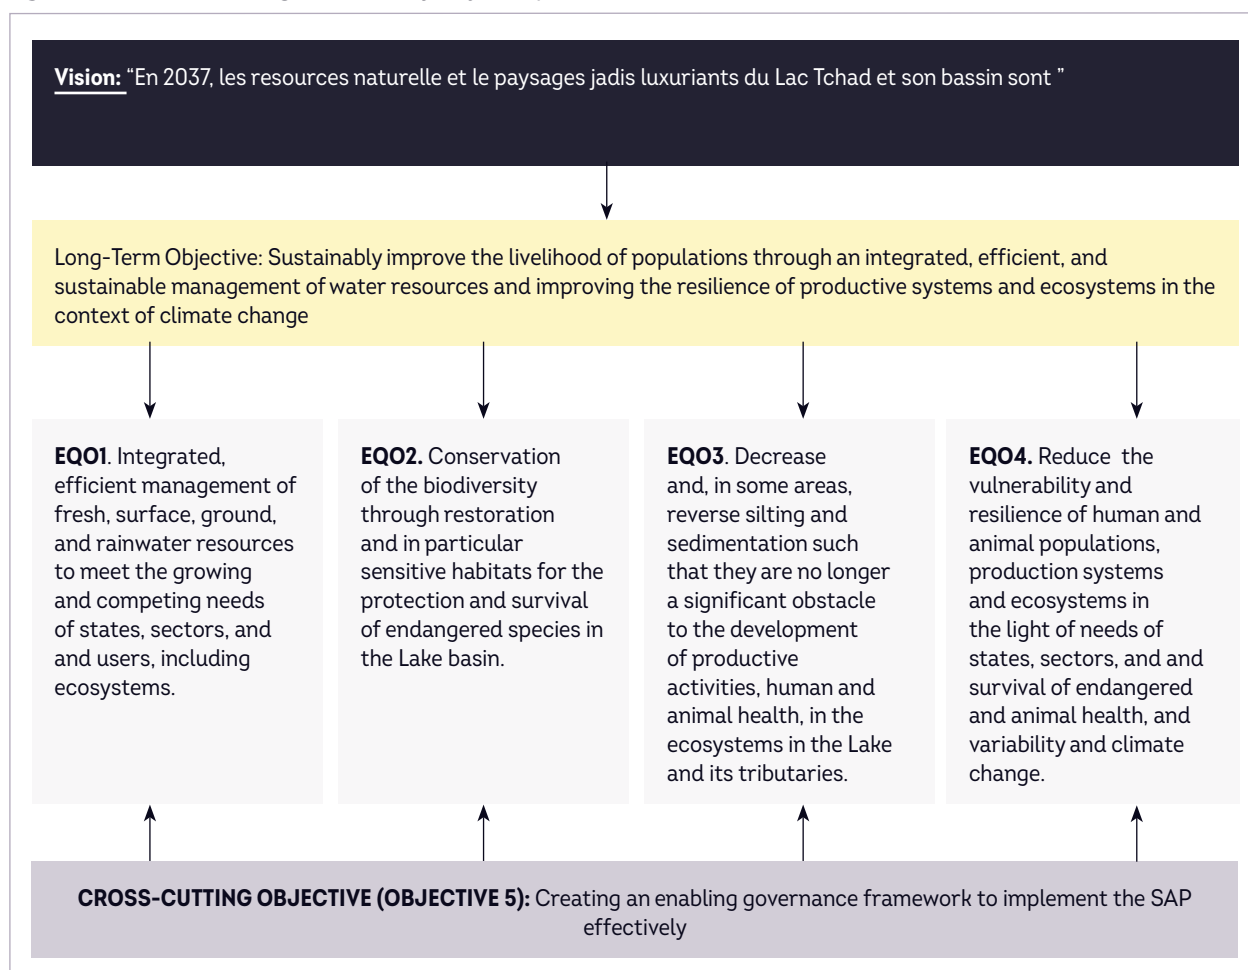 Vision: “En 2037, les resources naturelle et le paysages jadis luxuriants du Lac Tchad et son bassin sont ”
Long-Term Objective: Sustainably improve the livelihood of populations through an integrated, efficient, and
sustainable management of water resources and improving the resilience of productive systems and ecosystems in the
context of climate change
EQO1. Integrated,
efficient management of
fresh, surface, ground,
and rainwater resources
to meet the growing
and competing needs
of states, sectors, and
and users, including
ecosystems.
EQO2. Conservation
of the biodiversity
through restoration
and in particular
sensitive habitats for the
protection and survival
of endangered species in
the Lake basin.
EQO3. Decrease
and, in some areas,
reverse silting and
sedimentation such
that they are no longer
a significant obstacle
to the development
of productive
activities, human and
animal health, in the
ecosystems in the Lake
and its tributaries.
EQO4. Reduce the
vulnerability and
resilience of human and
animal populations,
production systems
and ecosystems in
the light of needs of
states, sectors, and and
survival of endangered
and animal health, and
variability and climate
change.
CROSS-CUTTING OBJECTIVE (OBJECTIVE 5): Creating an enabling governance framework to implement the SAP
effectively